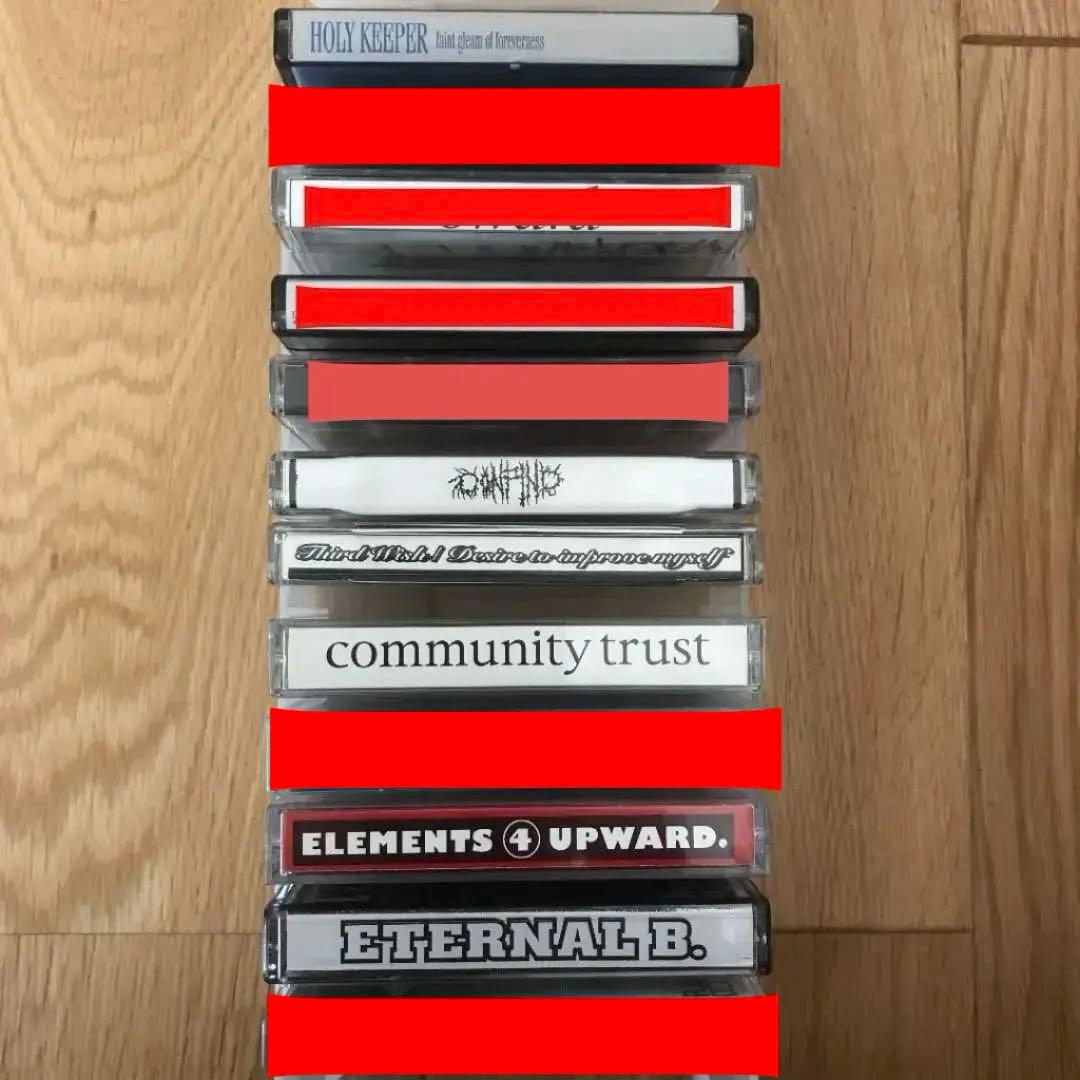 HOLY KEEPER faint gleam of foreverness
Third Wish! Desire to improve myself
community trust
ELEMENTS 4 UPWARD.
ETERNAL B.